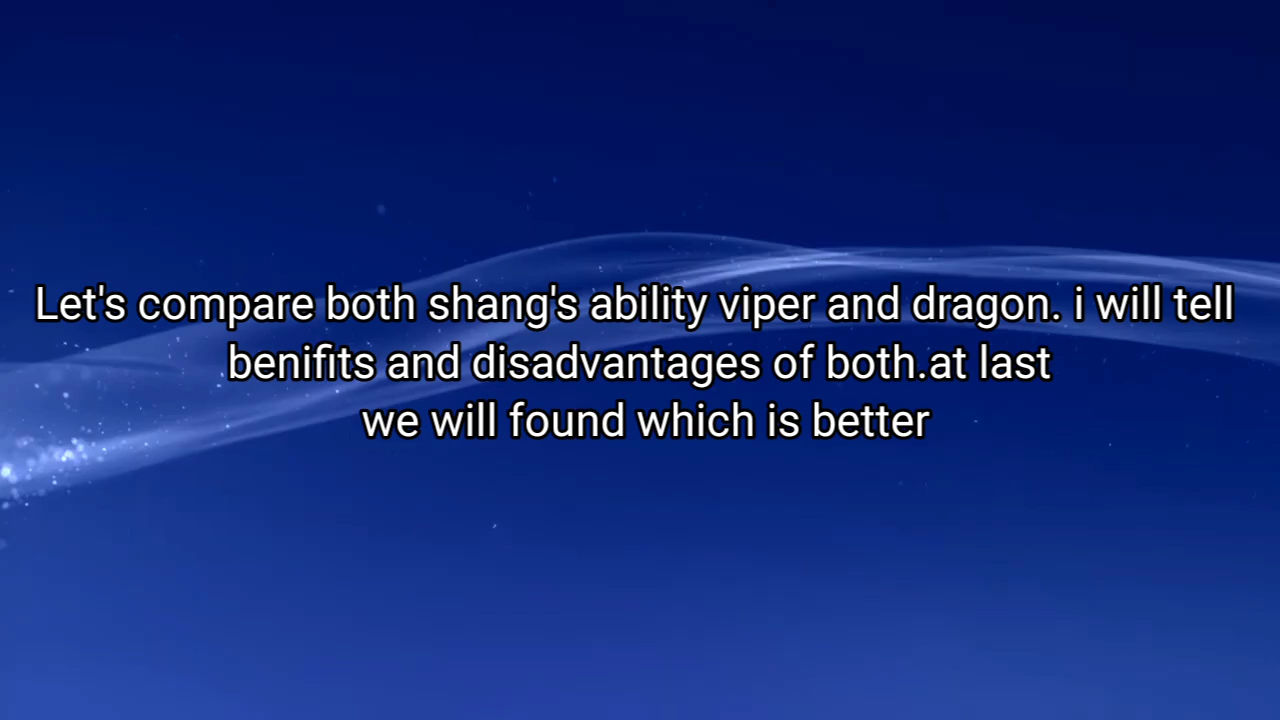 Let's compare both shang's ability viper and dragon. i will tell
benifits and disadvantages of both.at last
we will found which is better